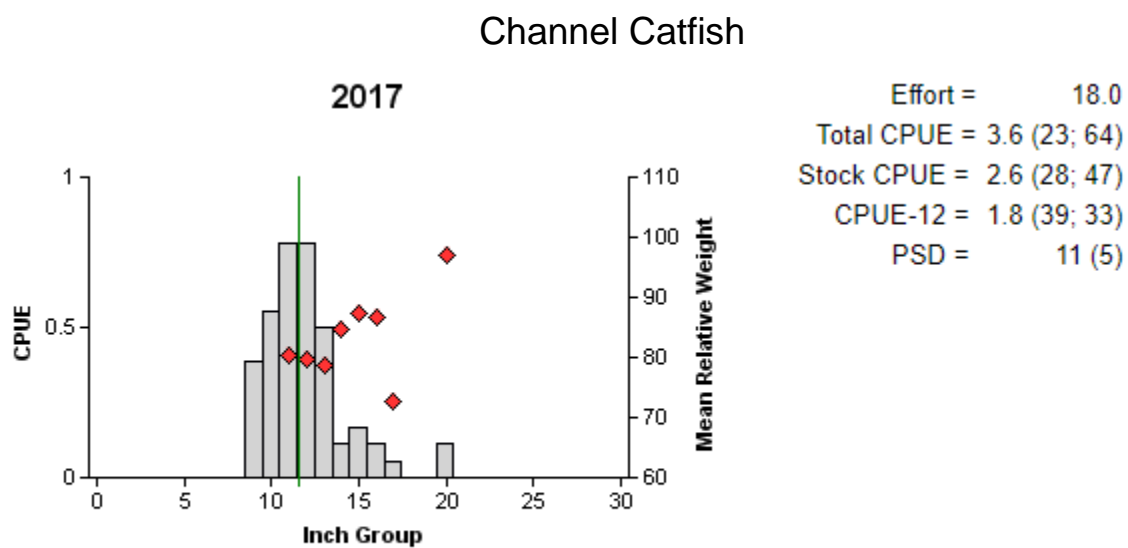 Channel Catfish
2017
Effort = 18.0
Total CPUE = 3.6 (23; 64)
Stock CPUE = 2.6 (28; 47)
CPUE-12 = 1.8 (39; 33)
PSD = 11 (5)
CPUE
1
0.5
0
110
100
90
80
70
60
Mean Relative Weight
0 5 10 15 20 25 30
Inch Group